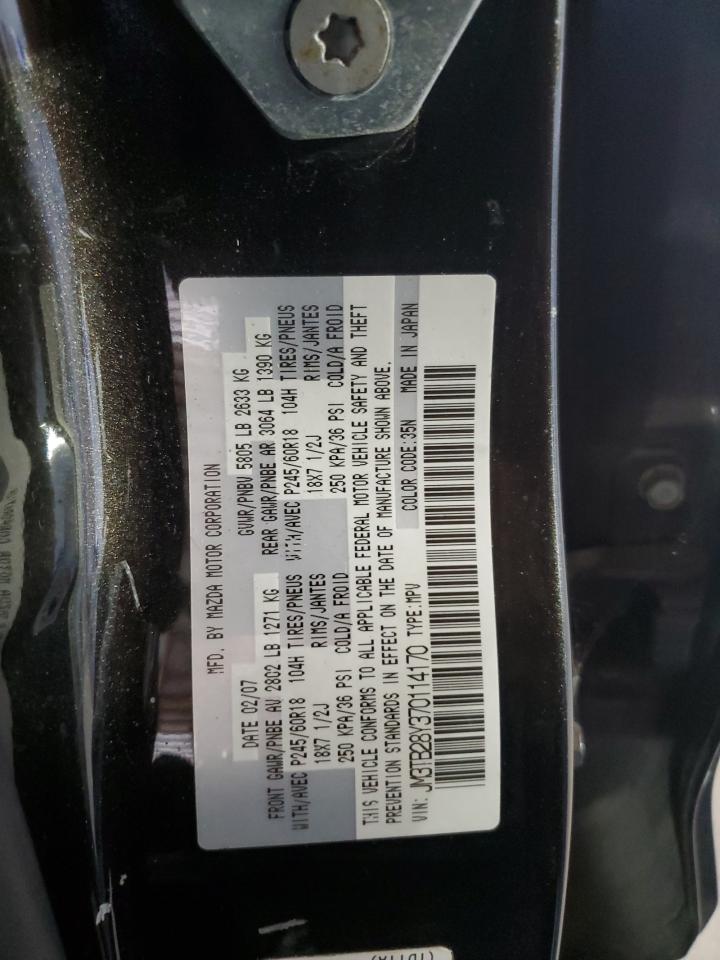 MFD. BY MAZDA MOTOR CORPORATION
DATE 02/07 GVWR/PNBV 5805 LB 2633 KG
FRONT GAWR/PNBE AV 2802 LB 1271 KG REAR GAWR/PNBE AR 3064 LB 1390 KG
WITH/AVEC P245/60R18 104H TIRES/PNEUS WITH/AVEC P245/60R18 104H TIRES/PNEUS
18X7 1/2J RIMS/JANTES 18X7 1/2J RIMS/JANTES
250 KPA/36 PSI COLD/A FROID 250 KPA/36 PSI COLD/A FROID
THIS VEHICLE CONFORMS TO ALL APPLICABLE FEDERAL MOTOR VEHICLE SAFETY AND THEFT
PREVENTION STANDARDS IN EFFECT ON THE DATE OF MANUFACTURE SHOWN ABOVE.
VIN: JM3TB28Y370114170 TYPE:MPV COLOR CODE:35N MADE IN JAPAN